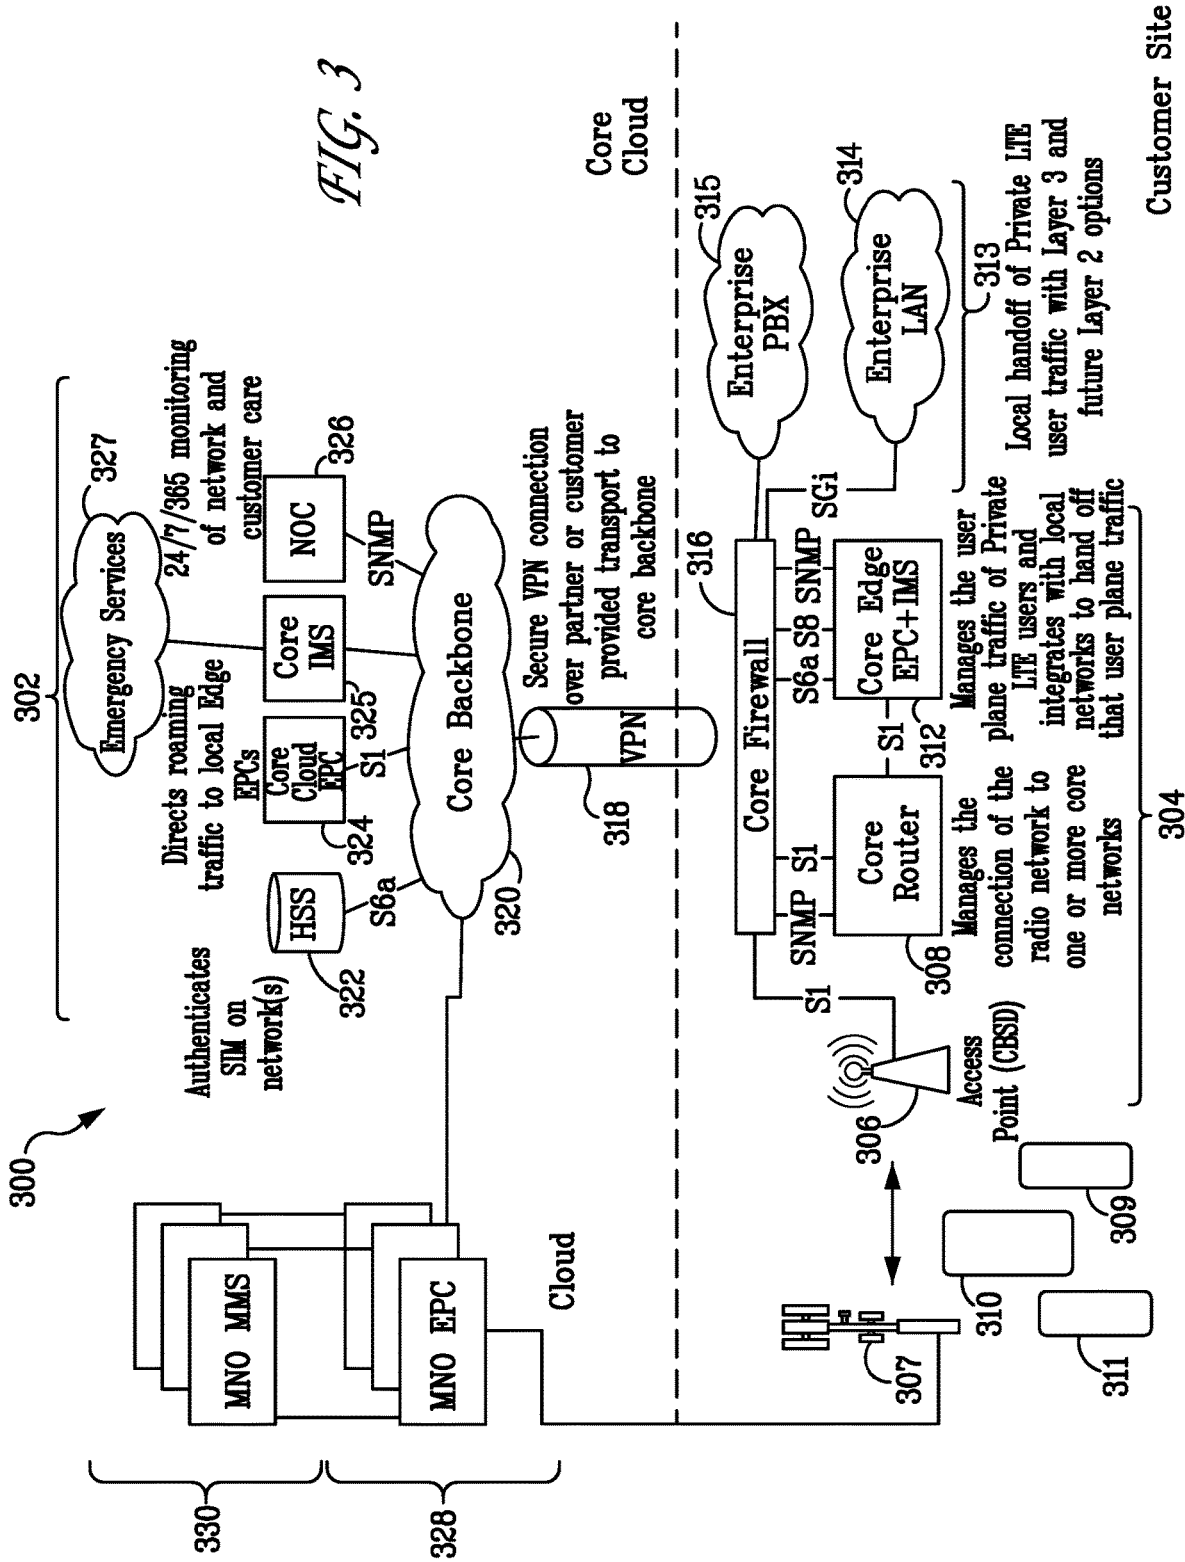 300
302
327
Emergency Services
24/7/365 monitoring
of network and
customer care
FIG. 3
Directs roaming
traffic to local Edge
EPCs
Authenticates
SIM on
network(s)
HSS
322
S6a
Core
Cloud
EPC
324
S1
Core
IMS
325
NOC
326
SNMP
Core Backbone
320
330
MNO MMS
328
MNO EPC
Cloud
Secure VPN connection
over partner or customer
provided transport to
core backbone
VPN
318
Core
Cloud
Core Firewall
316
Enterprise
PBX
315
Enterprise
LAN
314
SGi
313
Local handoff of Private LTE
user traffic with Layer 3 and
future Layer 2 options
S1
SNMP
S1
S6a
S8
SNMP
Core
Router
308
S1
Core Edge
EPC+IMS
312
Manages the
connection of the
radio network to
one or more core
networks
Manages the user
plane traffic of Private
LTE users and
integrates with local
networks to hand off
that user plane traffic
306
Access
Point (CBSD)
304
307
310
309
311
Customer Site